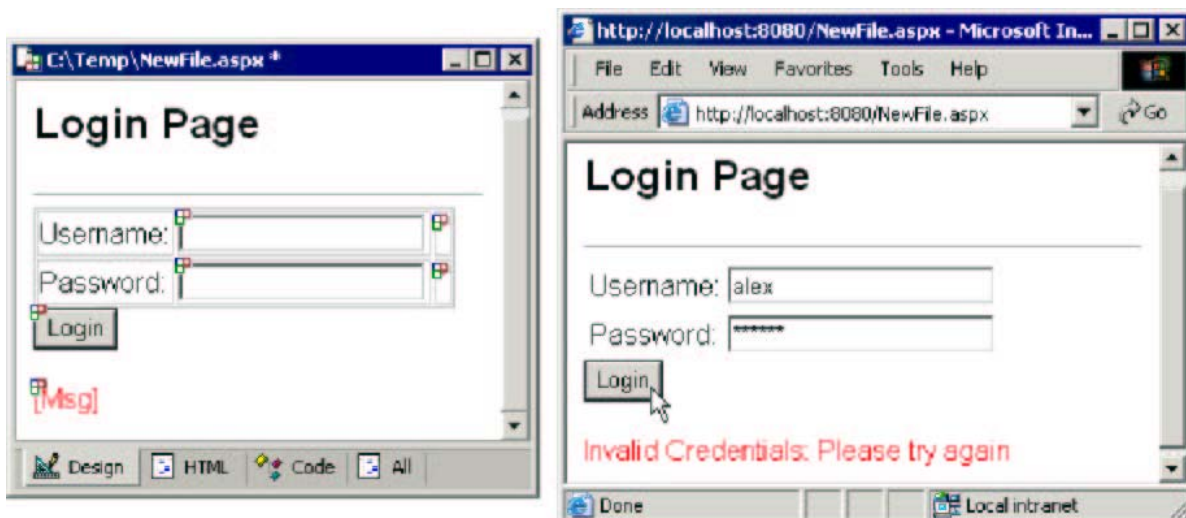 C:\Temp\NewFile.aspx *
Login Page
Username:
Password:
Login
[Msg]
Design HTML Code All
http://localhost:8080/NewFile.aspx - Microsoft In...
File Edit View Favorites Tools Help
Address http://localhost:8080/NewFile.aspx Go
Login Page
Username: alex
Password: ******
Login
Invalid Credentials: Please try again
Done Local intranet